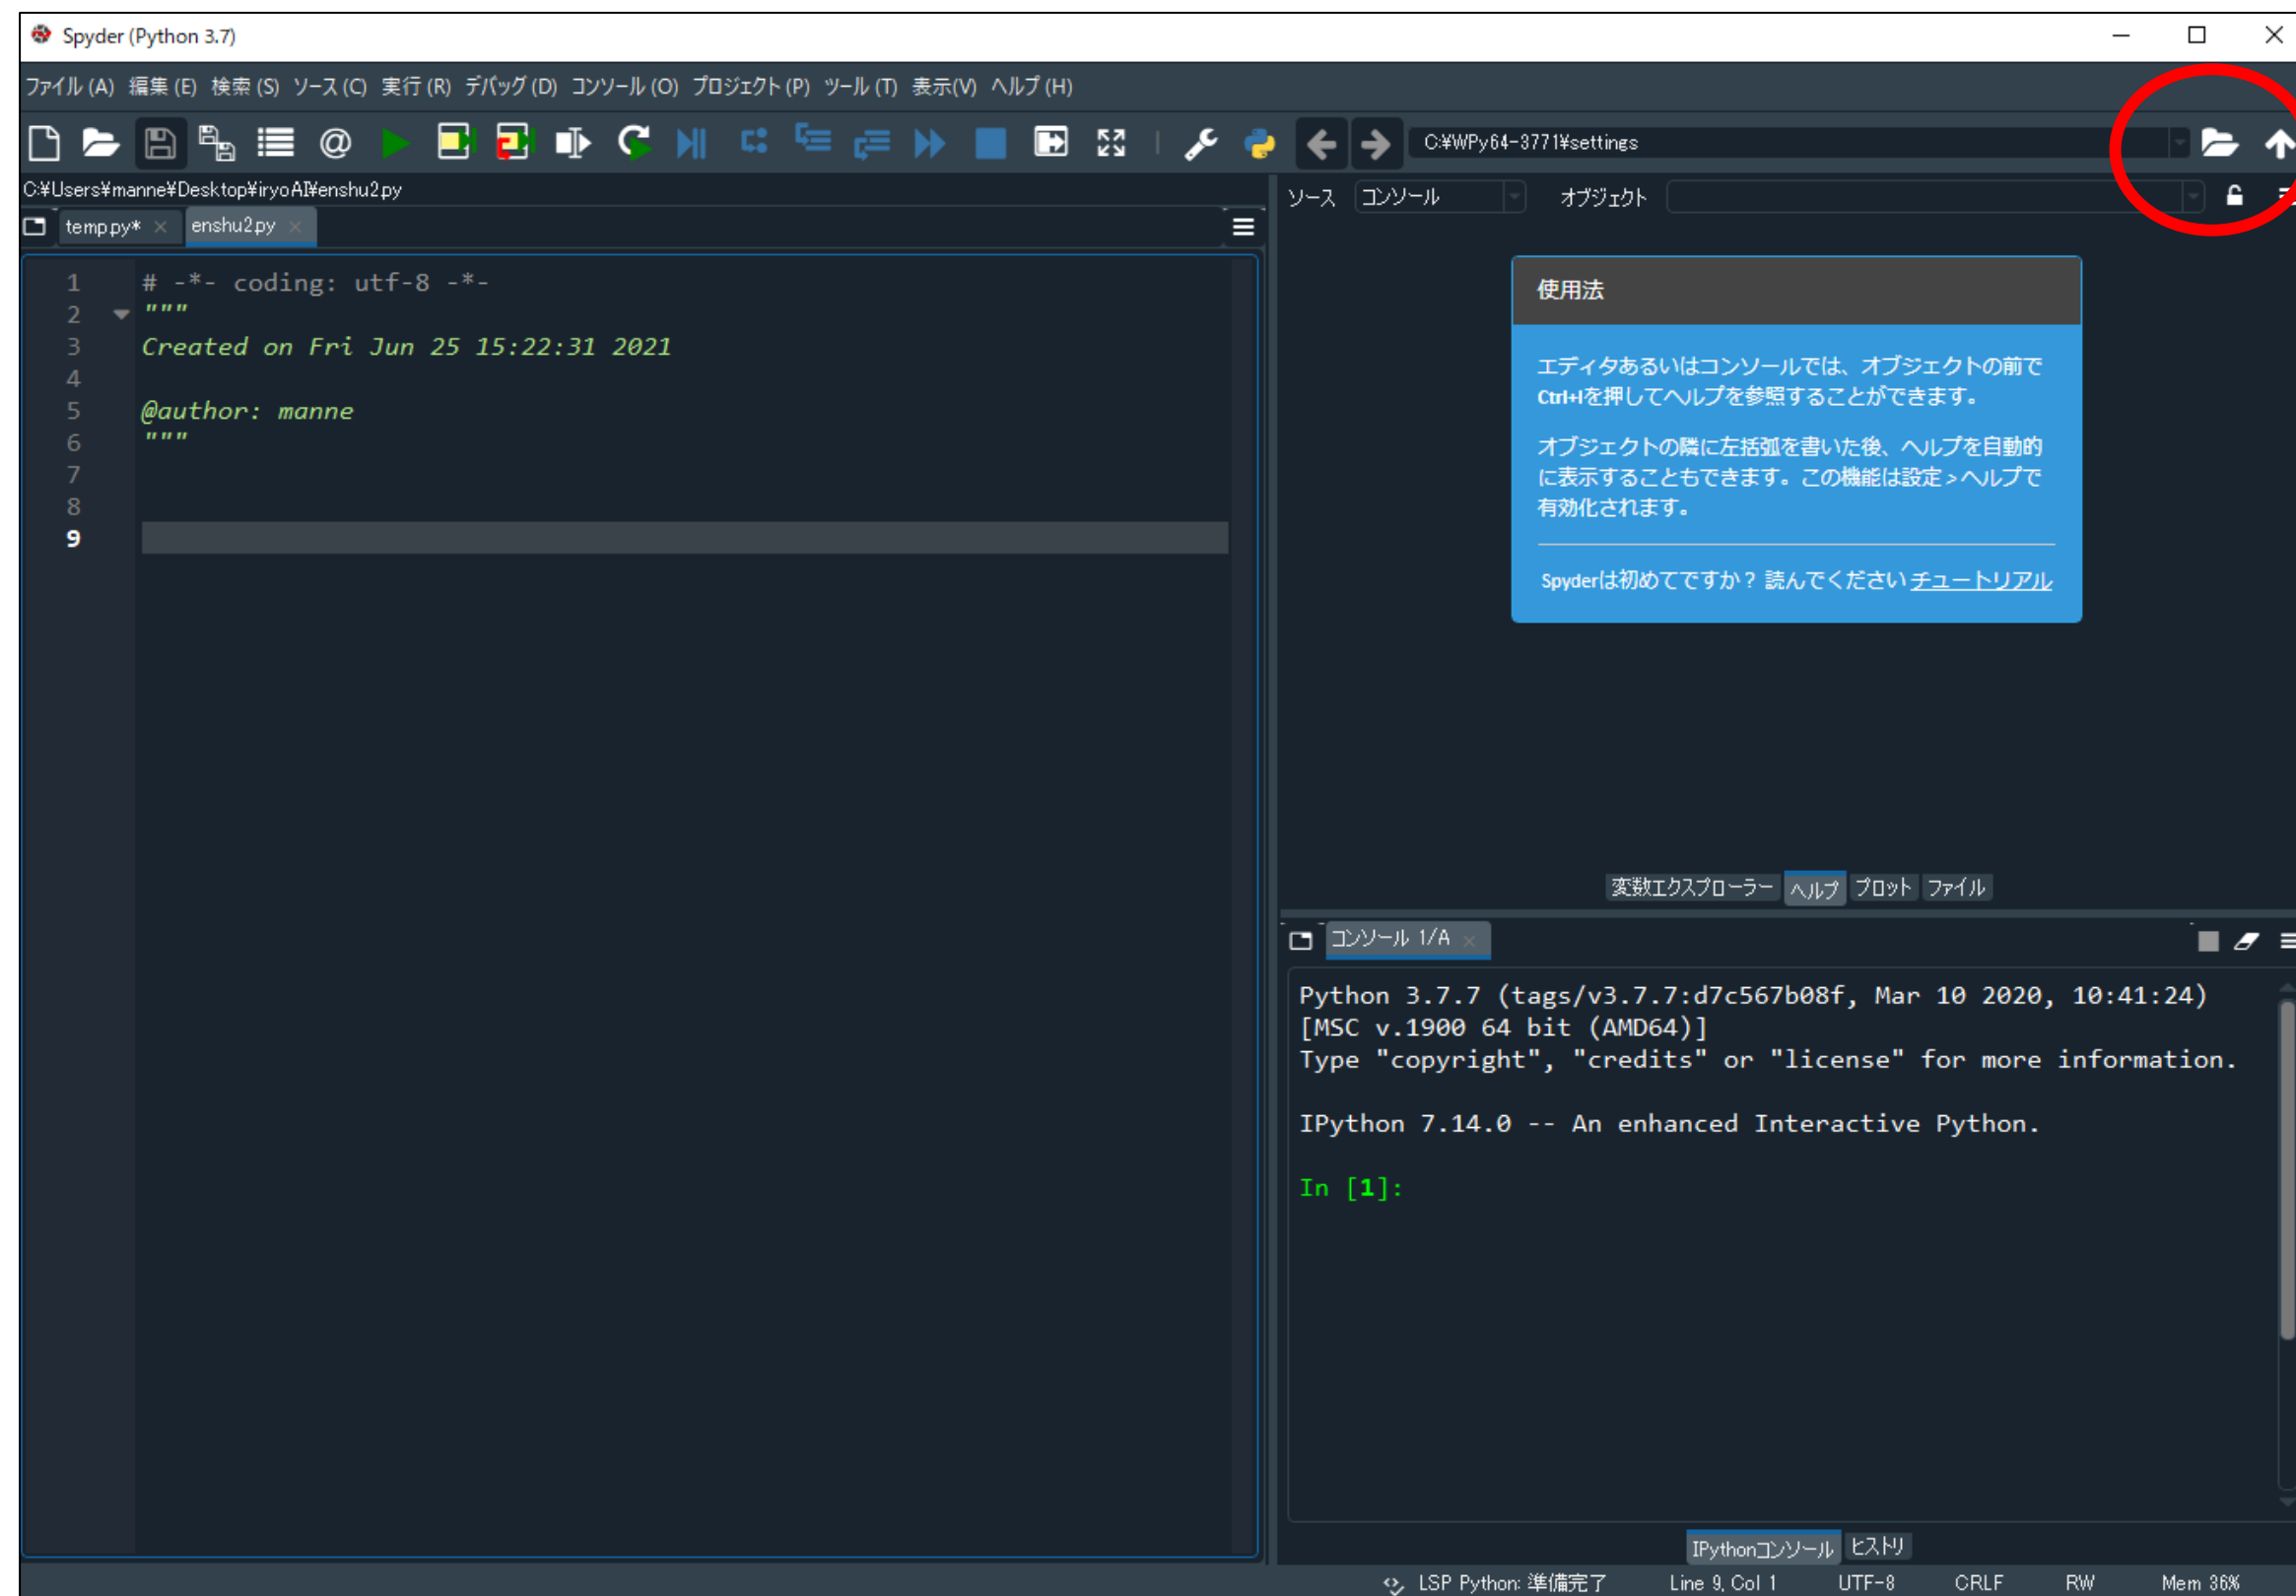 Spyder (Python 3.7)
ファイル (A) 編集 (E) 検索 (S) ソース (C) 実行 (R) デバッグ (D) コンソール (O) プロジェクト (P) ツール (T) 表示(V) ヘルプ (H)
C:¥WPy64-3771¥settings
C:¥Users¥manne¥Desktop¥iryoAI¥enshu2.py
temp.py* enshu2.py
1 # -*- coding: utf-8 -*-
2 """
3 Created on Fri Jun 25 15:22:31 2021
4
5 @author: manne
6 """
7
8
9
ソース コンソール オブジェクト
使用法
エディタあるいはコンソールでは、オブジェクトの前で
Ctrl+Iを押してヘルプを参照することができます。
オブジェクトの隣に左括弧を書いた後、ヘルプを自動的
に表示することもできます。この機能は設定 > ヘルプで
有効化されます。
Spyderは初めてですか? 読んでください チュートリアル
変数エクスプローラー ヘルプ プロット ファイル
コンソール 1/A
Python 3.7.7 (tags/v3.7.7:d7c567b08f, Mar 10 2020, 10:41:24)
[MSC v.1900 64 bit (AMD64)]
Type "copyright", "credits" or "license" for more information.
IPython 7.14.0 -- An enhanced Interactive Python.
In [1]:
IPythonコンソール ヒストリ
LSP Python: 準備完了 Line 9, Col 1 UTF-8 CRLF RW Mem 36%